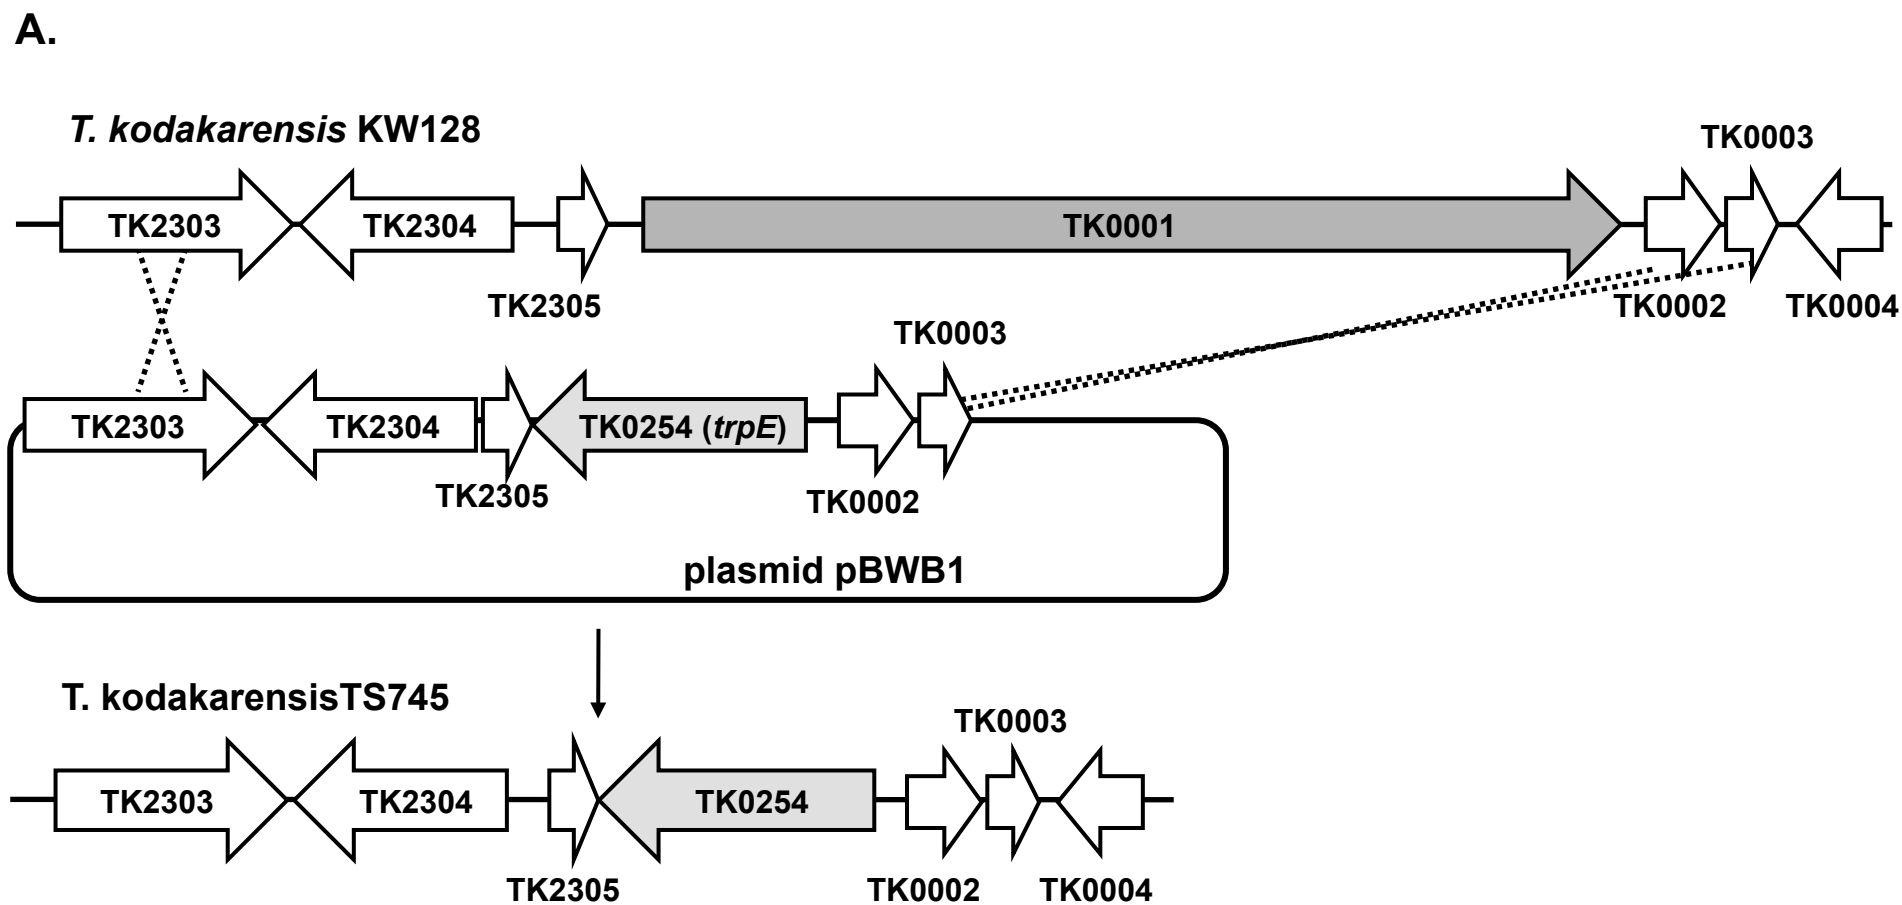 A.
T. kodakarensis KW128
TK0003
TK2303 TK2304 TK0001
TK2305 TK0002 TK0004
TK0003
TK2303 TK2304 TK0254 (trpE)
TK2305 TK0002
plasmid pBWB1
T. kodakarensisTS745
TK0003
TK2303 TK2304 TK0254
TK2305 TK0002 TK0004